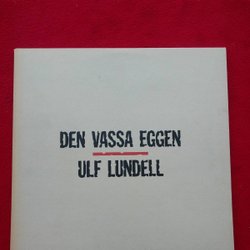 DEN VASSA EGGEN
ULF LUNDELL